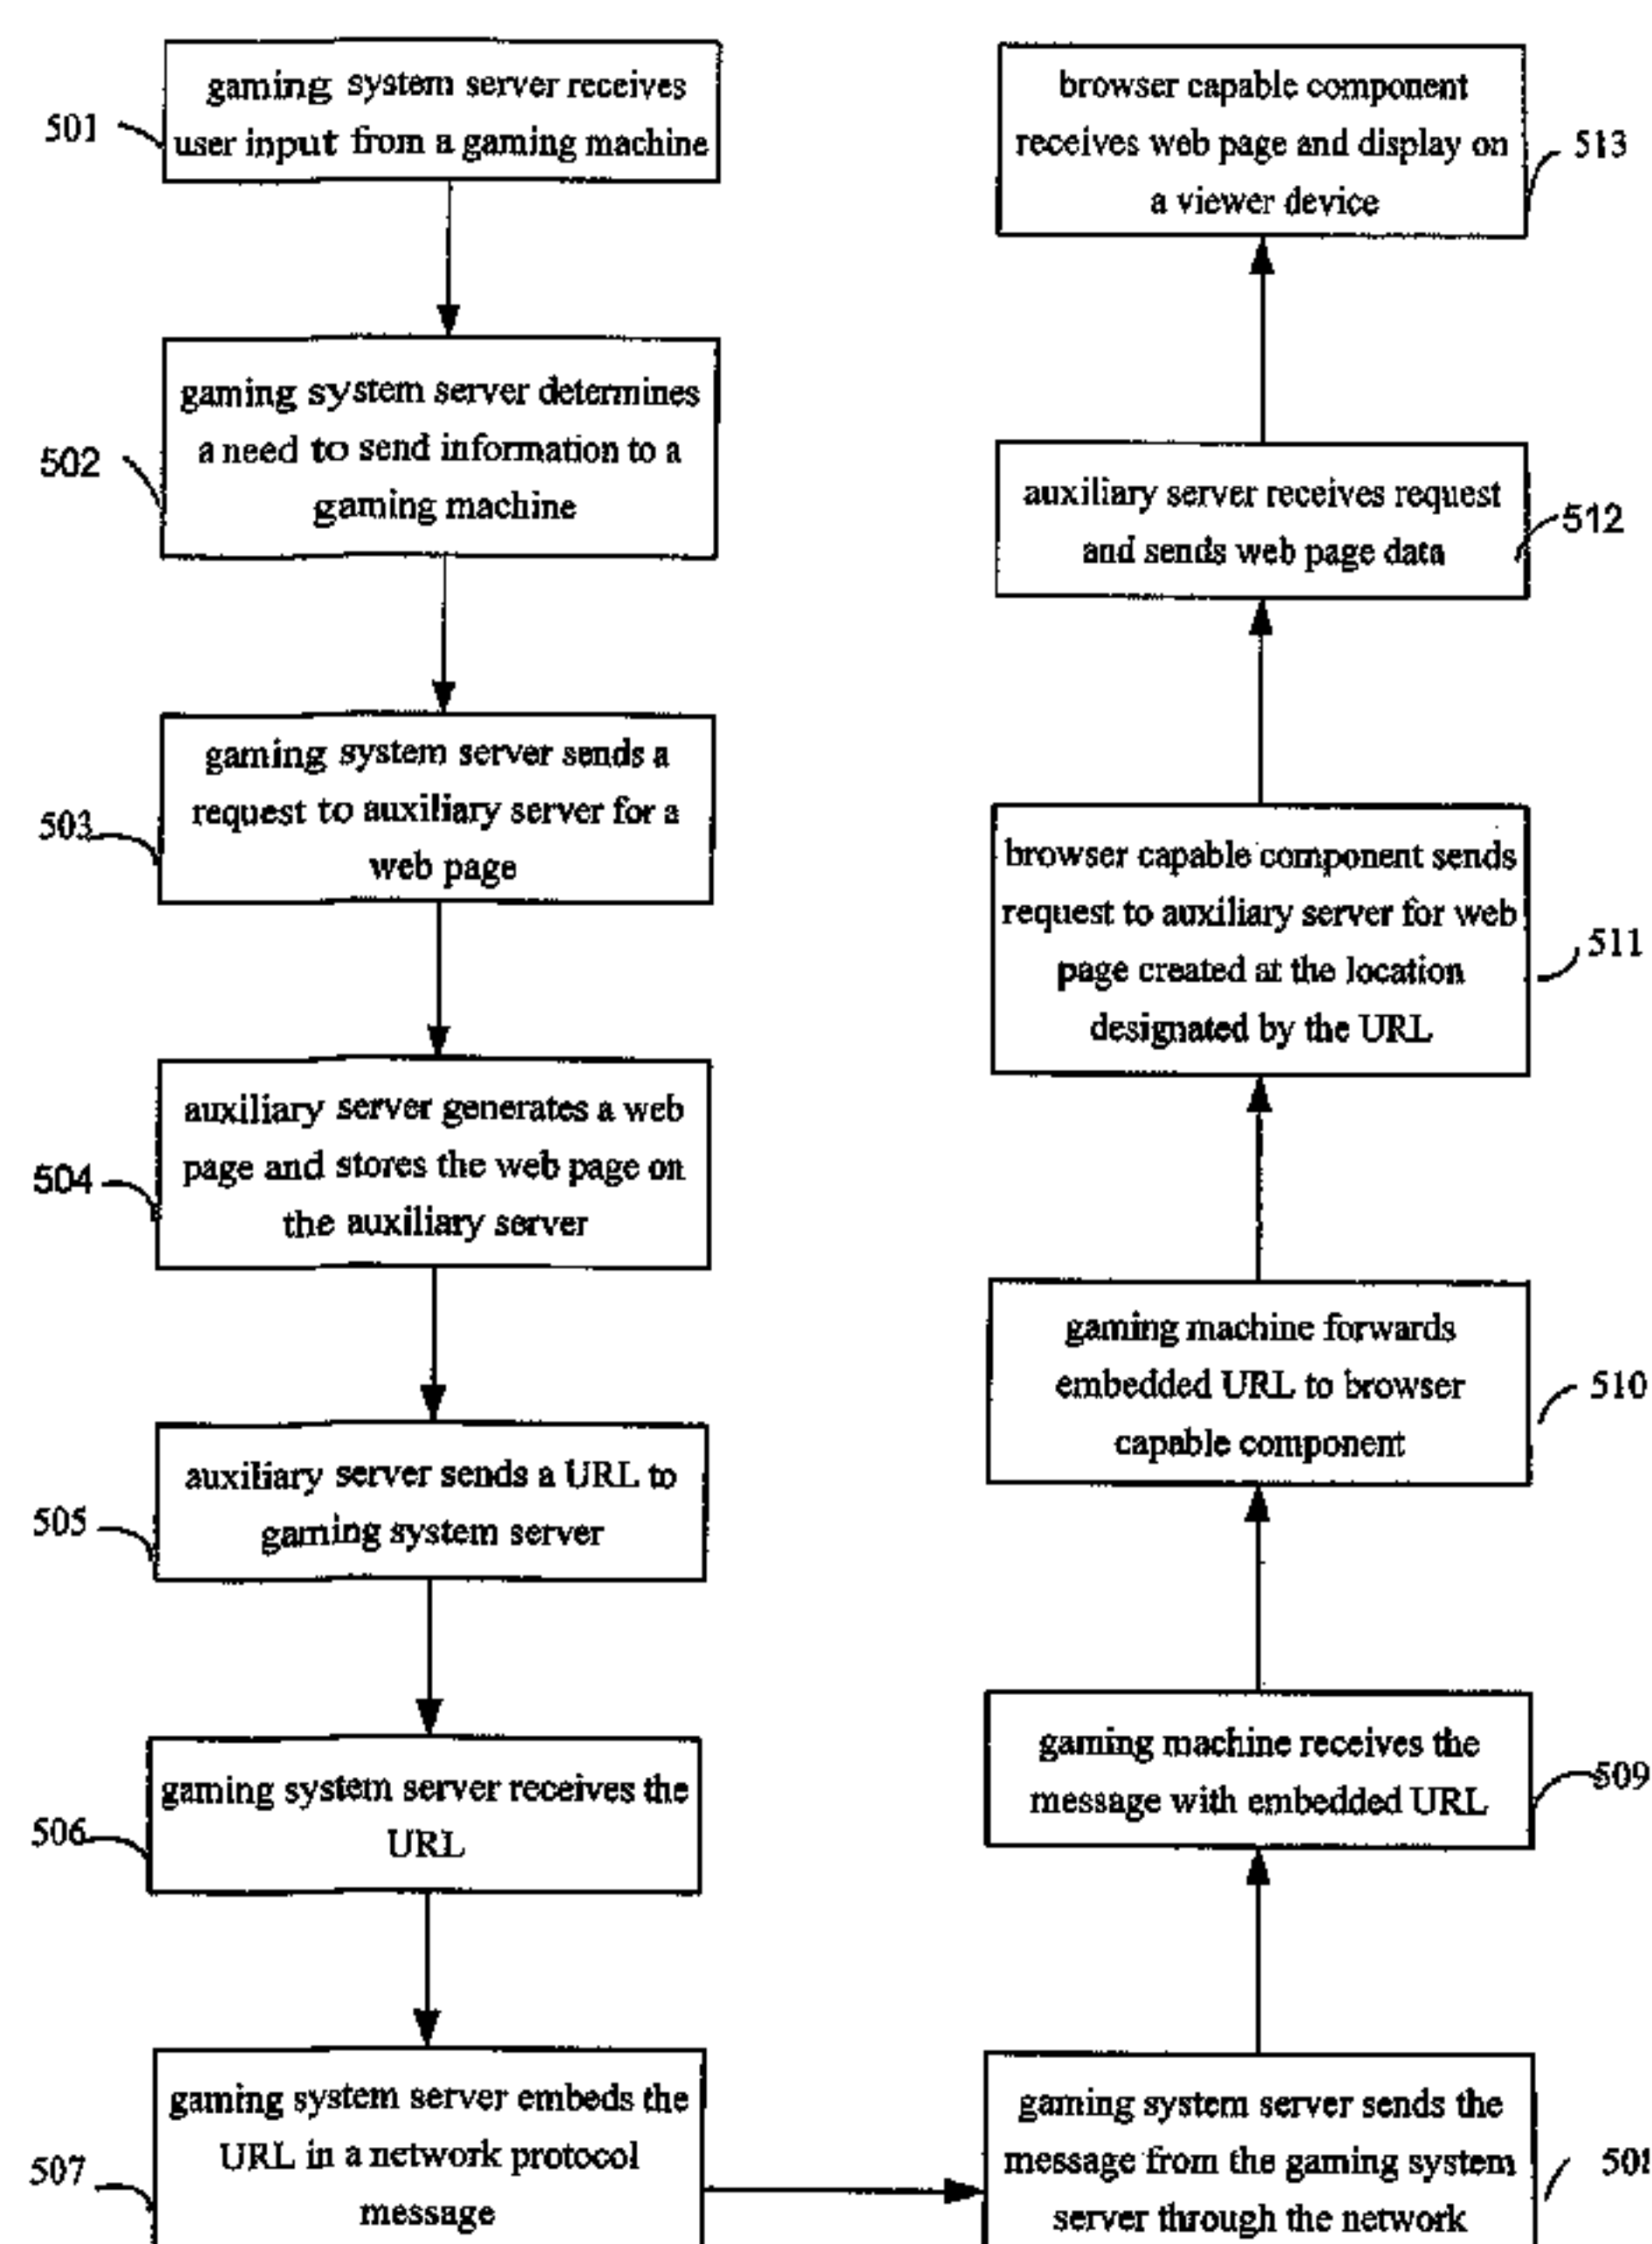 501
gaming system server receives
user input from a gaming machine
502
gaming system server determines
a need to send information to a
gaming machine
503
gaming system server sends a
request to auxiliary server for a
web page
504
auxiliary server generates a web
page and stores the web page on
the auxiliary server
505
auxiliary server sends a URL to
gaming system server
506
gaming system server receives the
URL
507
gaming system server embeds the
URL in a network protocol
message
gaming system server sends the
message from the gaming system
server through the network
gaming machine receives the
message with embedded URL
509
gaming machine forwards
embedded URL to browser
capable component
510
browser capable component sends
request to auxiliary server for web
page created at the location
designated by the URL
511
auxiliary server receives request
and sends web page data
512
browser capable component
receives web page and display on
a viewer device
513